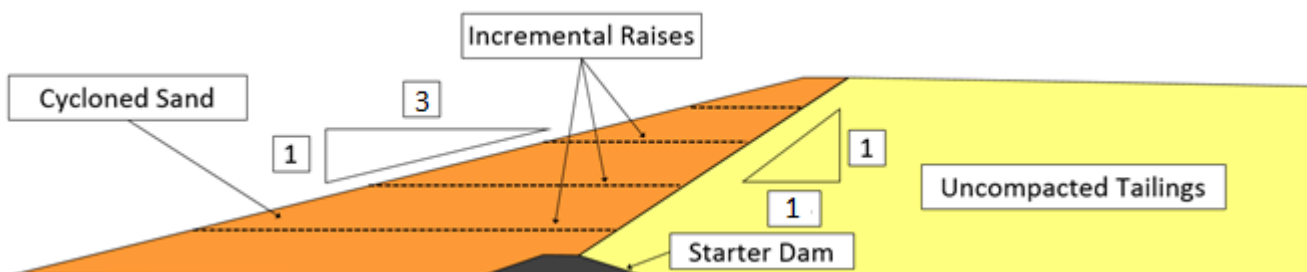 Incremental Raises
Cycloned Sand
3
1
1
1
Uncompacted Tailings
Starter Dam